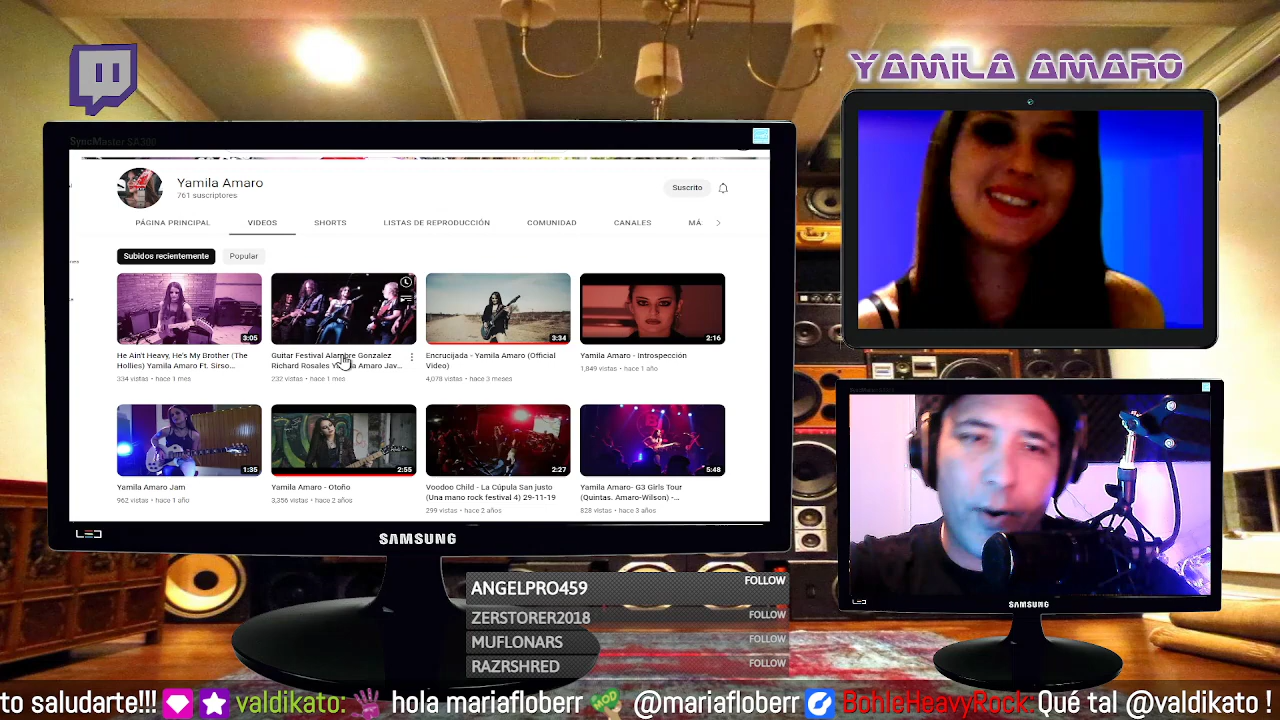 YAMILA AMARO
SyncMaster SA300
Yamila Amaro
761 suscriptores
Suscrito
PÁGINA PRINCIPAL
VIDEOS
SHORTS
LISTAS DE REPRODUCCIÓN
COMUNIDAD
CANALES
MÁ
Subidos recientemente
Popular
3:05
3:34
2:16
He Ain't Heavy, He's My Brother (The
Hollies) Yamila Amaro Ft. Sirso...
334 vistas • hace 1 mes
Guitar Festival Alambre Gonzalez
Richard Rosales Yamila Amaro Jav...
232 vistas • hace 1 mes
Encrucijada - Yamila Amaro (Official
Video)
4,078 vistas • hace 3 meses
Yamila Amaro - Introspección
1,849 vistas • hace 1 año
1:35
2:55
2:27
5:48
Yamila Amaro Jam
962 vistas • hace 1 año
Yamila Amaro - Otoño
3,356 vistas • hace 2 años
Voodoo Child - La Cúpula San justo
(Una mano rock festival 4) 29-11-19
299 vistas • hace 2 años
Yamila Amaro- G3 Girls Tour
(Quintas. Amaro-Wilson) -...
828 vistas • hace 3 años
LED
SAMSUNG
SAMSUNG
ANGELPRO459 FOLLOW
ZERSTORER2018 FOLLOW
MUFLONARS FOLLOW
RAZRSHRED FOLLOW
to saludarte!!! valdikato: hola mariafloberr MOD @mariafloberr BohleHeavyRock: Qué tal @valdikato !